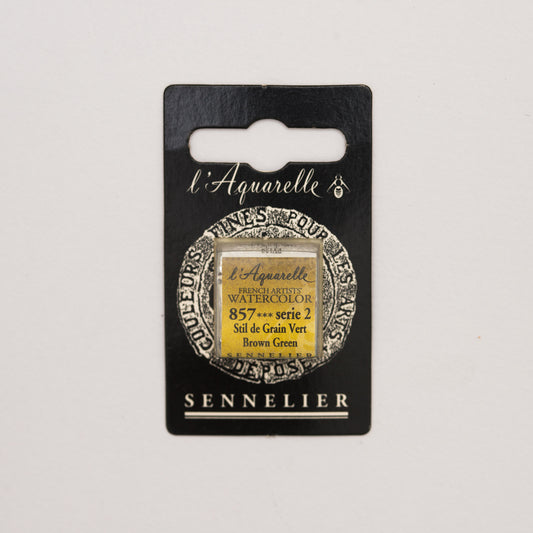 l'Aquarelle
COULEURS FINES POUR LES ARTS
DÉPOSÉ
l'Aquarelle
FRENCH ARTISTS'
WATERCOLOR
857*** serie 2
Stil de Grain Vert
Brown Green
SENNELIER
SENNELIER